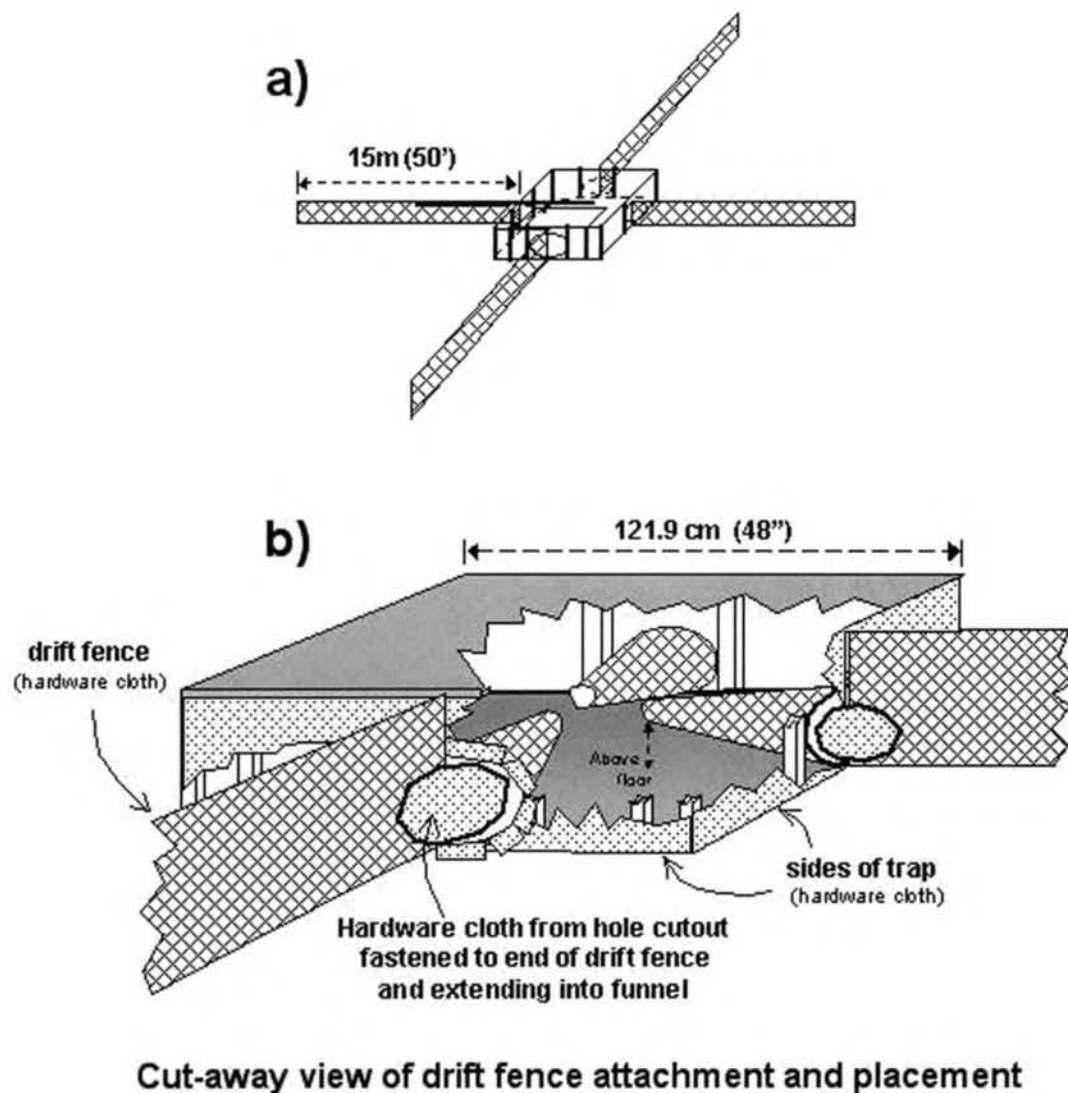 a)
15m (50')
b)
121.9 cm (48")
drift fence
(hardware cloth)
Above
floor
sides of trap
(hardware cloth)
Hardware cloth from hole cutout
fastened to end of drift fence
and extending into funnel
Cut-away view of drift fence attachment and placement